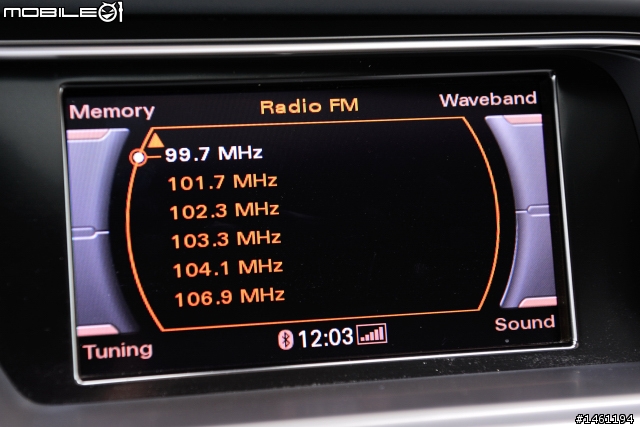 MOBILE01
Memory
Radio FM
Waveband
99.7 MHz
101.7 MHz
102.3 MHz
103.3 MHz
104.1 MHz
106.9 MHz
Tuning
12:03
Sound
#1461194